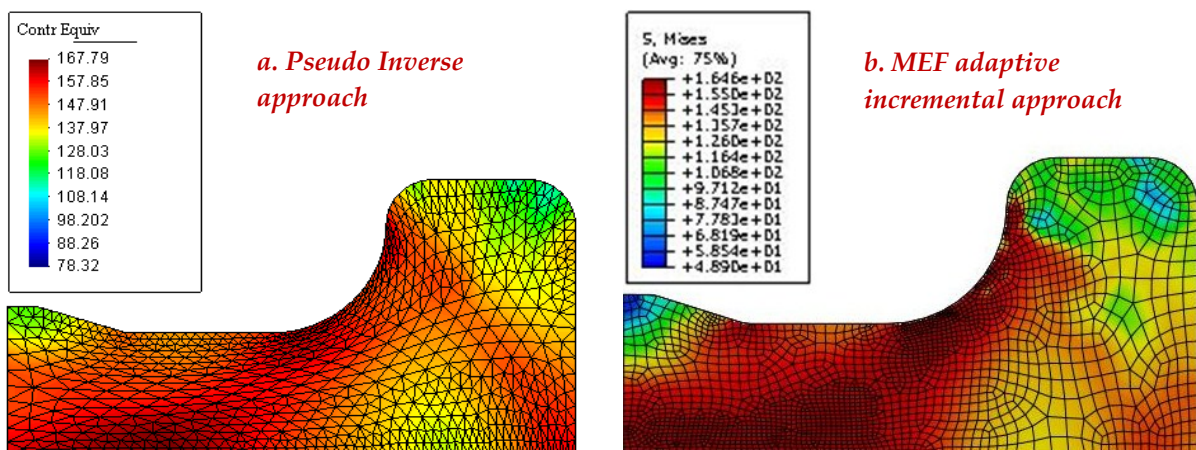 Contr Equiv
167.79
157.85
147.91
137.97
128.03
118.08
108.14
98.202
88.26
78.32
a. Pseudo Inverse
approach
S, Mises
(Avg: 75%)
+1.646e+02
+1.550e+02
+1.453e+02
+1.357e+02
+1.260e+02
+1.164e+02
+1.068e+02
+9.712e+01
+8.747e+01
+7.783e+01
+6.819e+01
+5.854e+01
+4.890e+01
b. MEF adaptive
incremental approach